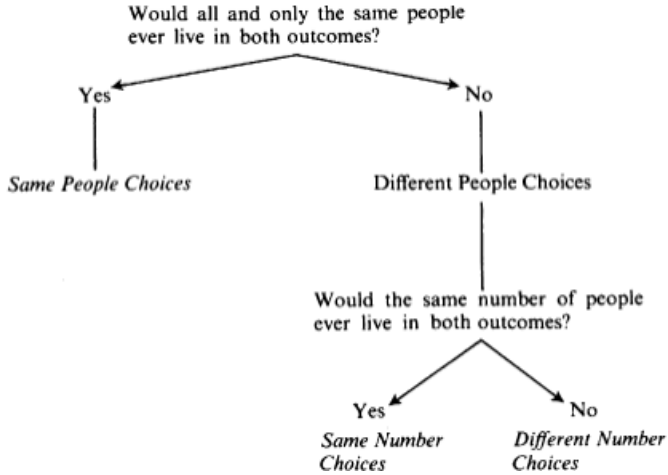 Would all and only the same people
ever live in both outcomes?
Yes
No
Same People Choices
Different People Choices
Would the same number of people
ever live in both outcomes?
Yes
No
Same Number
Choices
Different Number
Choices